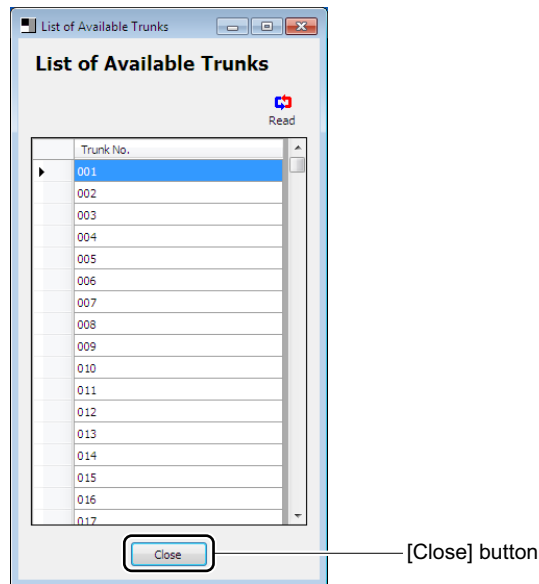 List of Available Trunks
List of Available Trunks
Read
Trunk No.
001
002
003
004
005
006
007
008
009
010
011
012
013
014
015
016
017
Close
[Close] button